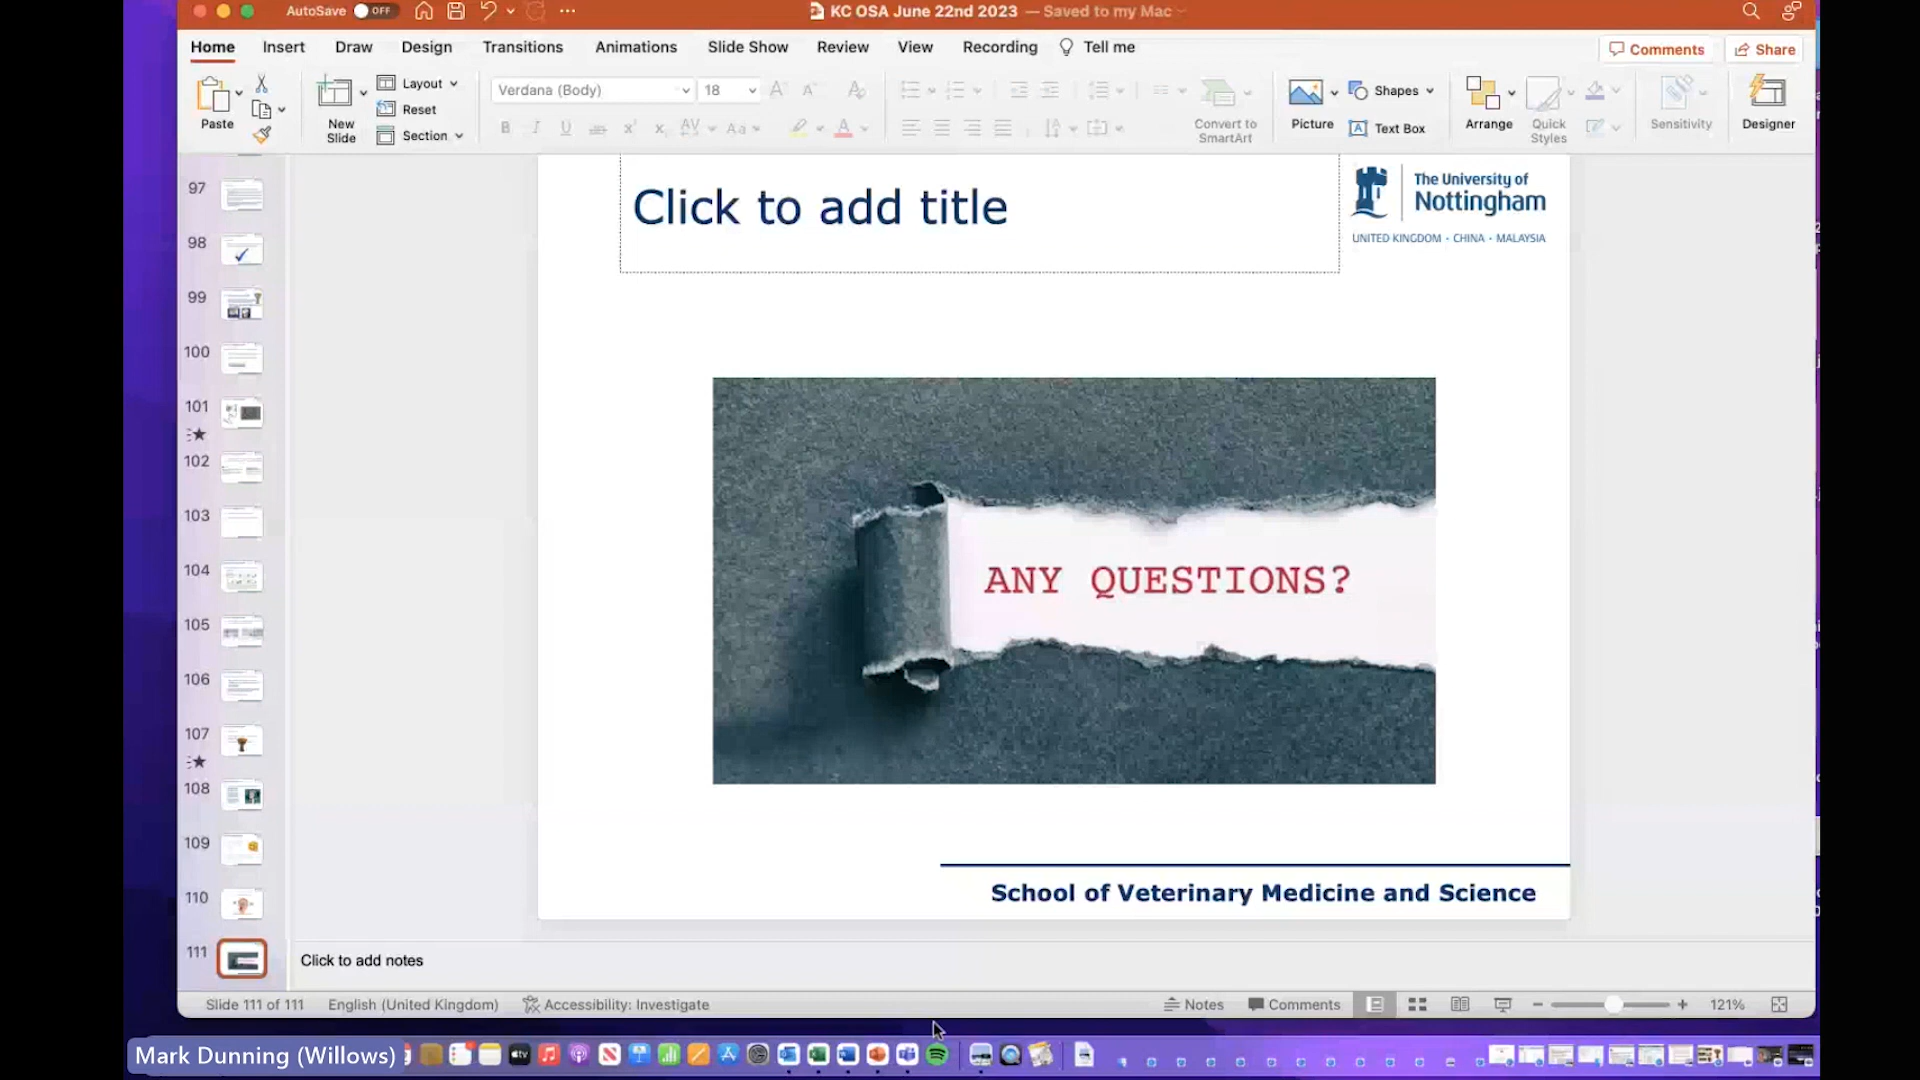 AutoSave OFF
KC OSA June 22nd 2023 — Saved to my Mac
Home Insert Draw Design Transitions Animations Slide Show Review View Recording Tell me
Comments Share
Paste
New Slide
Layout
Reset
Section
Verdana (Body) 18
Convert to SmartArt
Picture
Shapes
Text Box
Arrange
Quick Styles
Sensitivity
Designer
97
98
99
100
101
102
103
104
105
106
107
108
109
110
111
Click to add title
The University of
Nottingham
UNITED KINGDOM · CHINA · MALAYSIA
ANY QUESTIONS?
School of Veterinary Medicine and Science
Click to add notes
Slide 111 of 111 English (United Kingdom) Accessibility: Investigate Notes Comments 121%
Mark Dunning (Willows)